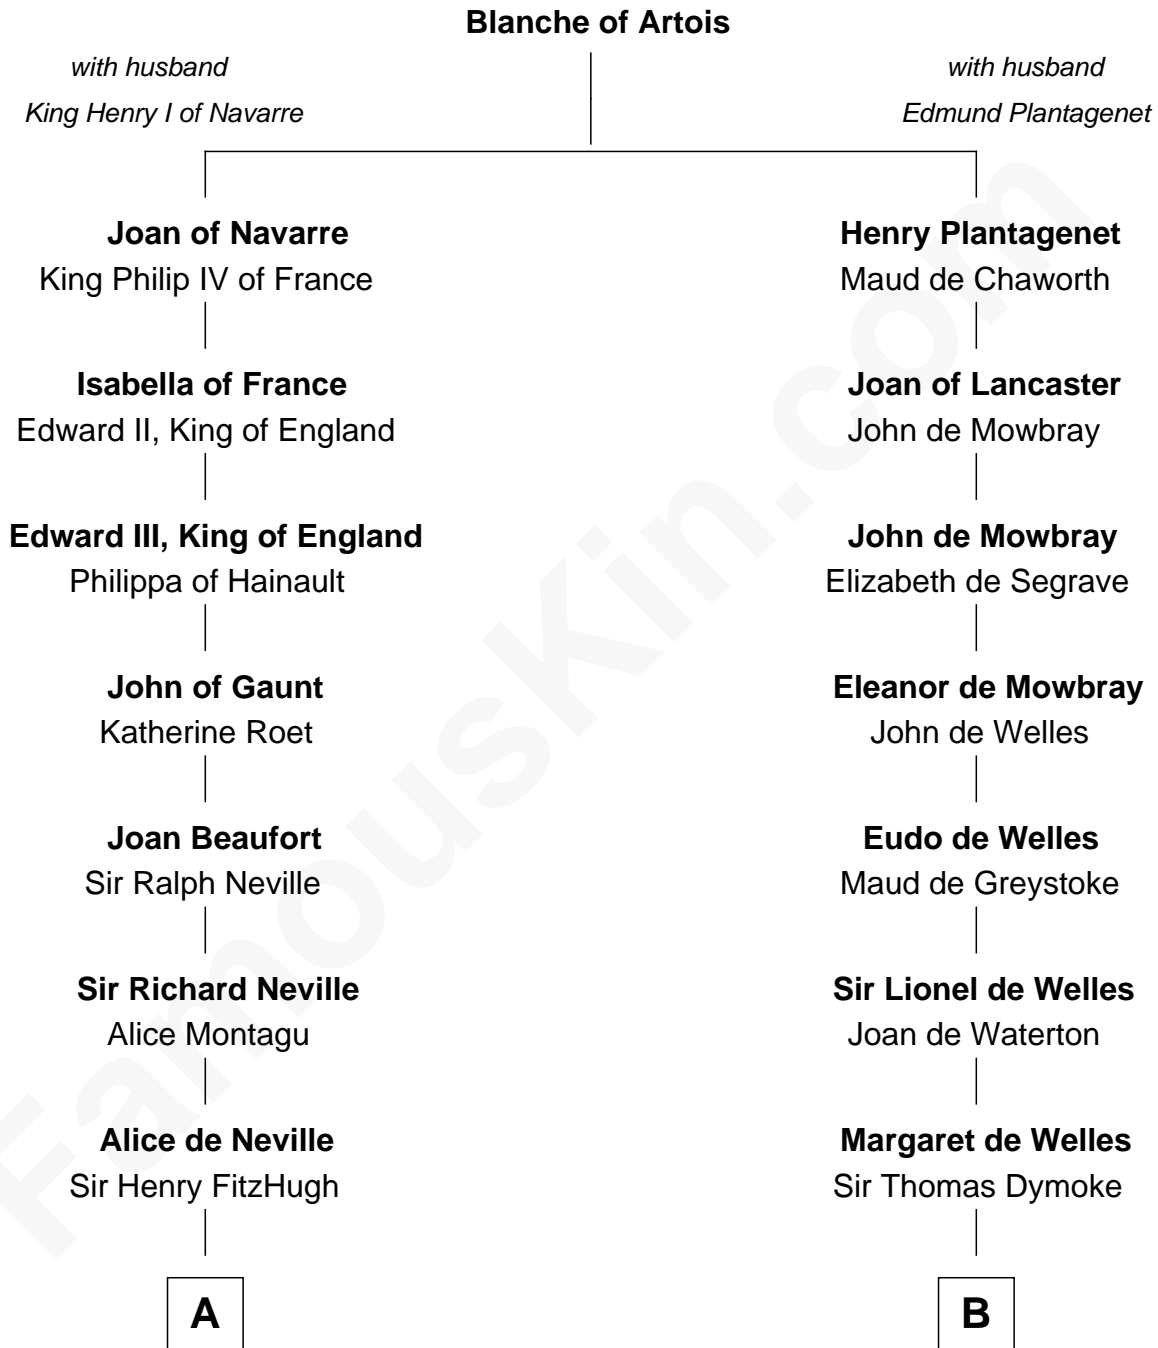 Blanche of Artois
with husband
King Henry I of Navarre
with husband
Edmund Plantagenet
Joan of Navarre
King Philip IV of France
Henry Plantagenet
Maud de Chaworth
Isabella of France
Edward II, King of England
Joan of Lancaster
John de Mowbray
Edward III, King of England
Philippa of Hainault
John de Mowbray
Elizabeth de Segrave
John of Gaunt
Katherine Roet
Eleanor de Mowbray
John de Welles
Joan Beaufort
Sir Ralph Neville
Eudo de Welles
Maud de Greystoke
Sir Richard Neville
Alice Montagu
Sir Lionel de Welles
Joan de Waterton
Alice de Neville
Sir Henry FitzHugh
Margaret de Welles
Sir Thomas Dymoke
A
B
FamousKin.com